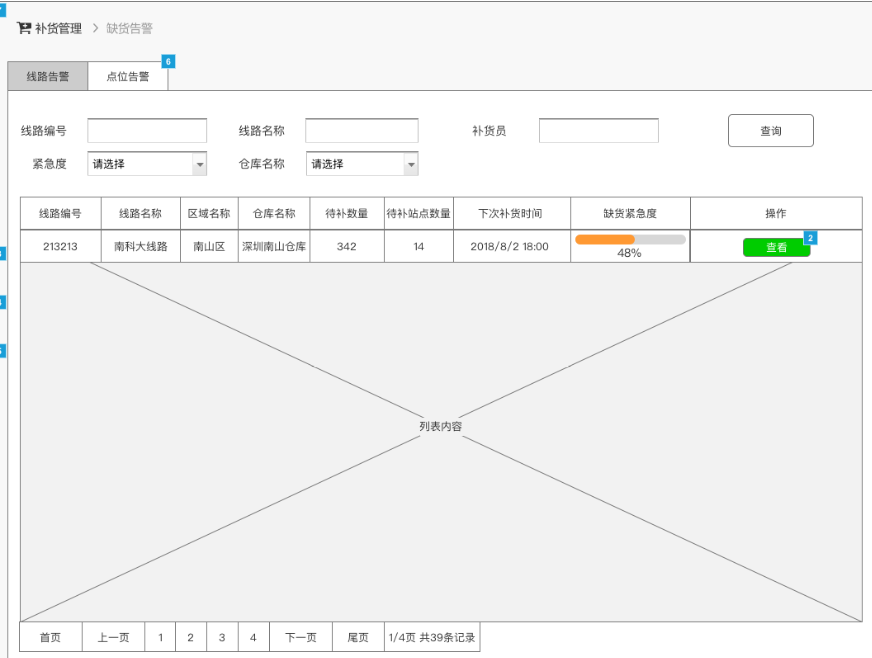 补货管理 > 缺货告警
6
线路告警 点位告警
线路编号 线路名称 补货员 查询
紧急度 请选择 仓库名称 请选择
线路编号 线路名称 区域名称 仓库名称 待补数量 待补站点数量 下次补货时间 缺货紧急度 操作
213213 南科大线路 南山区 深圳南山仓库 342 14 2018/8/2 18:00 48% 查看 2
列表内容
首页 上一页 1 2 3 4 下一页 尾页 1/4页 共39条记录